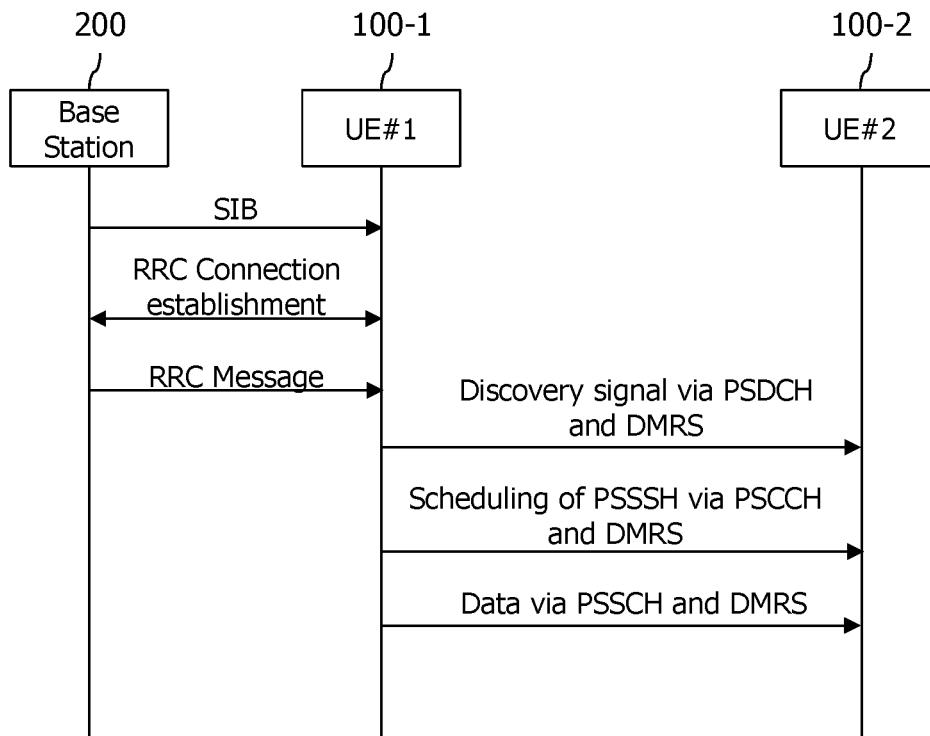 200
100-1
100-2
Base
Station
UE#1
UE#2
SIB
RRC Connection
establishment
RRC Message
Discovery signal via PSDCH
and DMRS
Scheduling of PSSSH via PSCCH
and DMRS
Data via PSSCH and DMRS